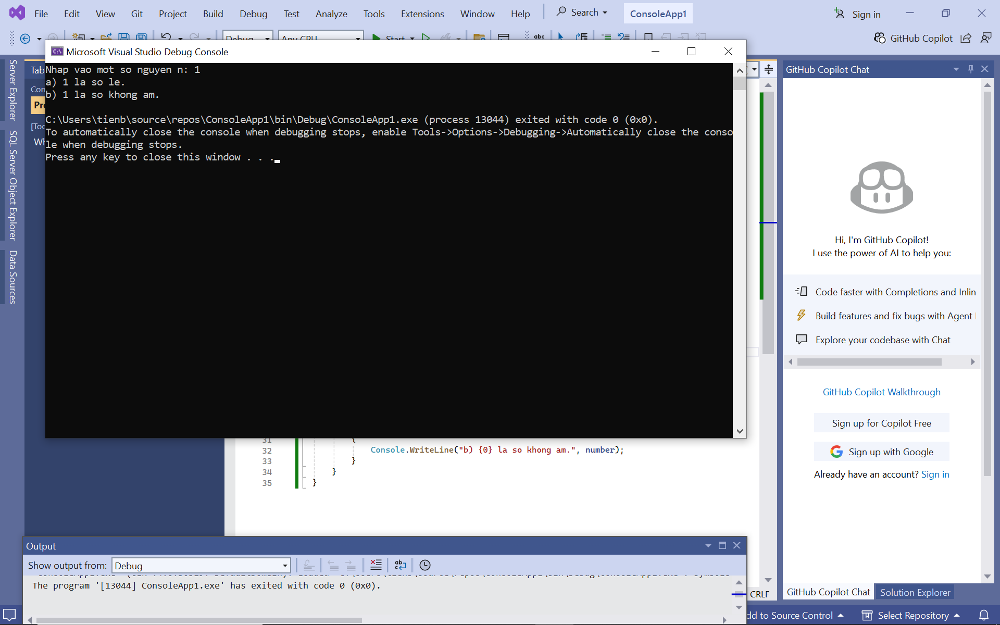 File Edit View Git Project Build Debug Test Analyze Tools Extensions Window Help Search ConsoleApp1 Sign in
Debug Any CPU Start abc GitHub Copilot
Microsoft Visual Studio Debug Console
Nhap vao mot so nguyen n: 1
a) 1 la so le.
b) 1 la so khong am.
C:\Users\tienb\source\repos\ConsoleApp1\bin\Debug\ConsoleApp1.exe (process 13044) exited with code 0 (0x0).
To automatically close the console when debugging stops, enable Tools->Options->Debugging->Automatically close the conso
le when debugging stops.
Press any key to close this window . . .
Server Explorer
SQL Server Object Explorer
Data Sources
31 {
32 Console.WriteLine("b) {0} la so khong am.", number);
33 }
34 }
35 }
CRLF
GitHub Copilot Chat
Hi, I'm GitHub Copilot!
I use the power of AI to help you:
Code faster with Completions and Inlin
Build features and fix bugs with Agent
Explore your codebase with Chat
GitHub Copilot Walkthrough
Sign up for Copilot Free
Sign up with Google
Already have an account? Sign in
GitHub Copilot Chat Solution Explorer
Output
Show output from: Debug
The program '[13044] ConsoleApp1.exe' has exited with code 0 (0x0).
dd to Source Control Select Repository